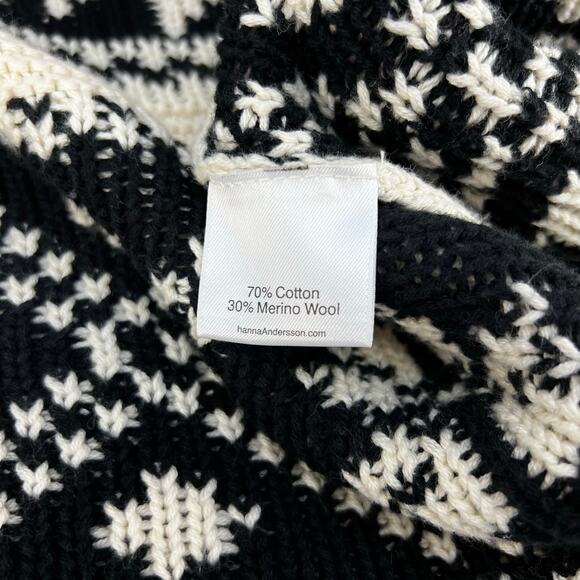 70% Cotton
30% Merino Wool
hannaAndersson.com